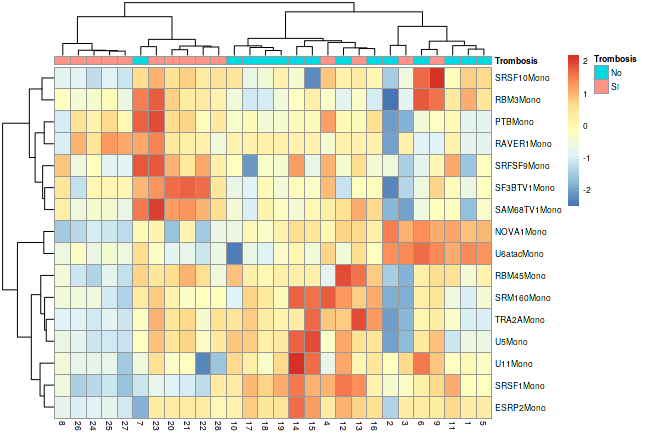 Trombosis
SRSF10Mono
RBM3Mono
PTBMono
RAVER1Mono
SRFSF9Mono
SF3BTV1Mono
SAM68TV1Mono
NOVA1Mono
U6atacMono
RBM45Mono
SRM160Mono
TRA2AMono
U5Mono
U11Mono
SRSF1Mono
ESRP2Mono
8 26 24 25 27 7 23 20 21 22 28 10 17 18 19 14 15 4 12 13 16 2 3 6 9 11 1 5
2
1
0
-1
-2
Trombosis
No
SI